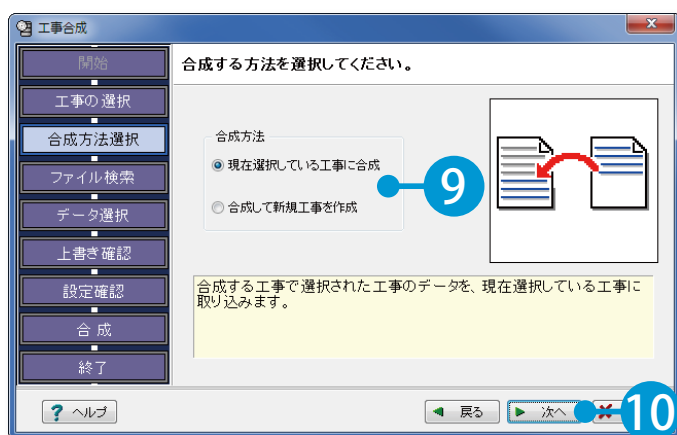 工事合成
開始
工事の選択
合成方法選択
ファイル検索
データ選択
上書き確認
設定確認
合 成
終了
合成する方法を選択してください。
合成方法
現在選択している工事に合成
合成して新規工事を作成
9
合成する工事で選択された工事のデータを、現在選択している工事に
取り込みます。
? ヘルプ
戻る
次へ
10